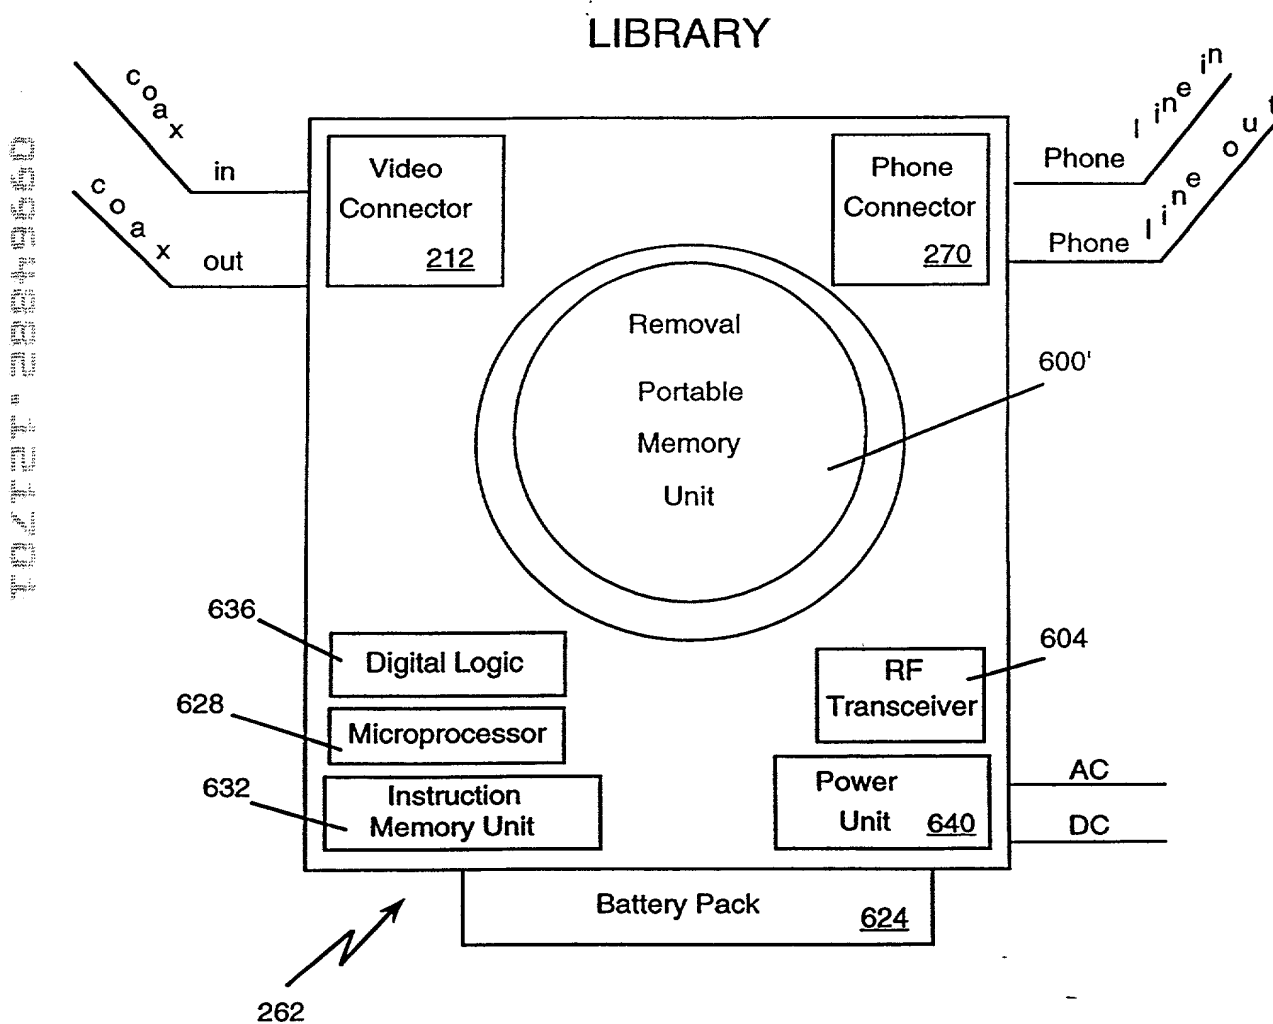 LIBRARY
coax in
coax out
Video
Connector
212
Phone
Connector
270
Phone line in
Phone line out
Removal
Portable
Memory
Unit
600'
636
Digital Logic
628
Microprocessor
632
Instruction
Memory Unit
604
RF
Transceiver
Power
Unit 640
AC
DC
Battery Pack 624
262